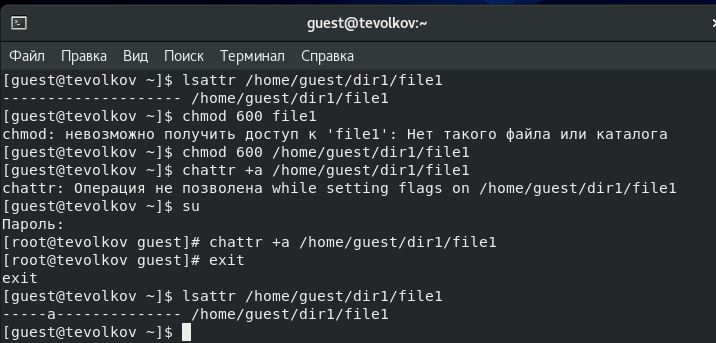 guest@tevolkov:~
Файл Правка Вид Поиск Терминал Справка
[guest@tevolkov ~]$ lsattr /home/guest/dir1/file1
-------------------- /home/guest/dir1/file1
[guest@tevolkov ~]$ chmod 600 file1
chmod: невозможно получить доступ к 'file1': Нет такого файла или каталога
[guest@tevolkov ~]$ chmod 600 /home/guest/dir1/file1
[guest@tevolkov ~]$ chattr +a /home/guest/dir1/file1
chattr: Операция не позволена while setting flags on /home/guest/dir1/file1
[guest@tevolkov ~]$ su
Пароль:
[root@tevolkov guest]# chattr +a /home/guest/dir1/file1
[root@tevolkov guest]# exit
exit
[guest@tevolkov ~]$ lsattr /home/guest/dir1/file1
-----a-------------- /home/guest/dir1/file1
[guest@tevolkov ~]$